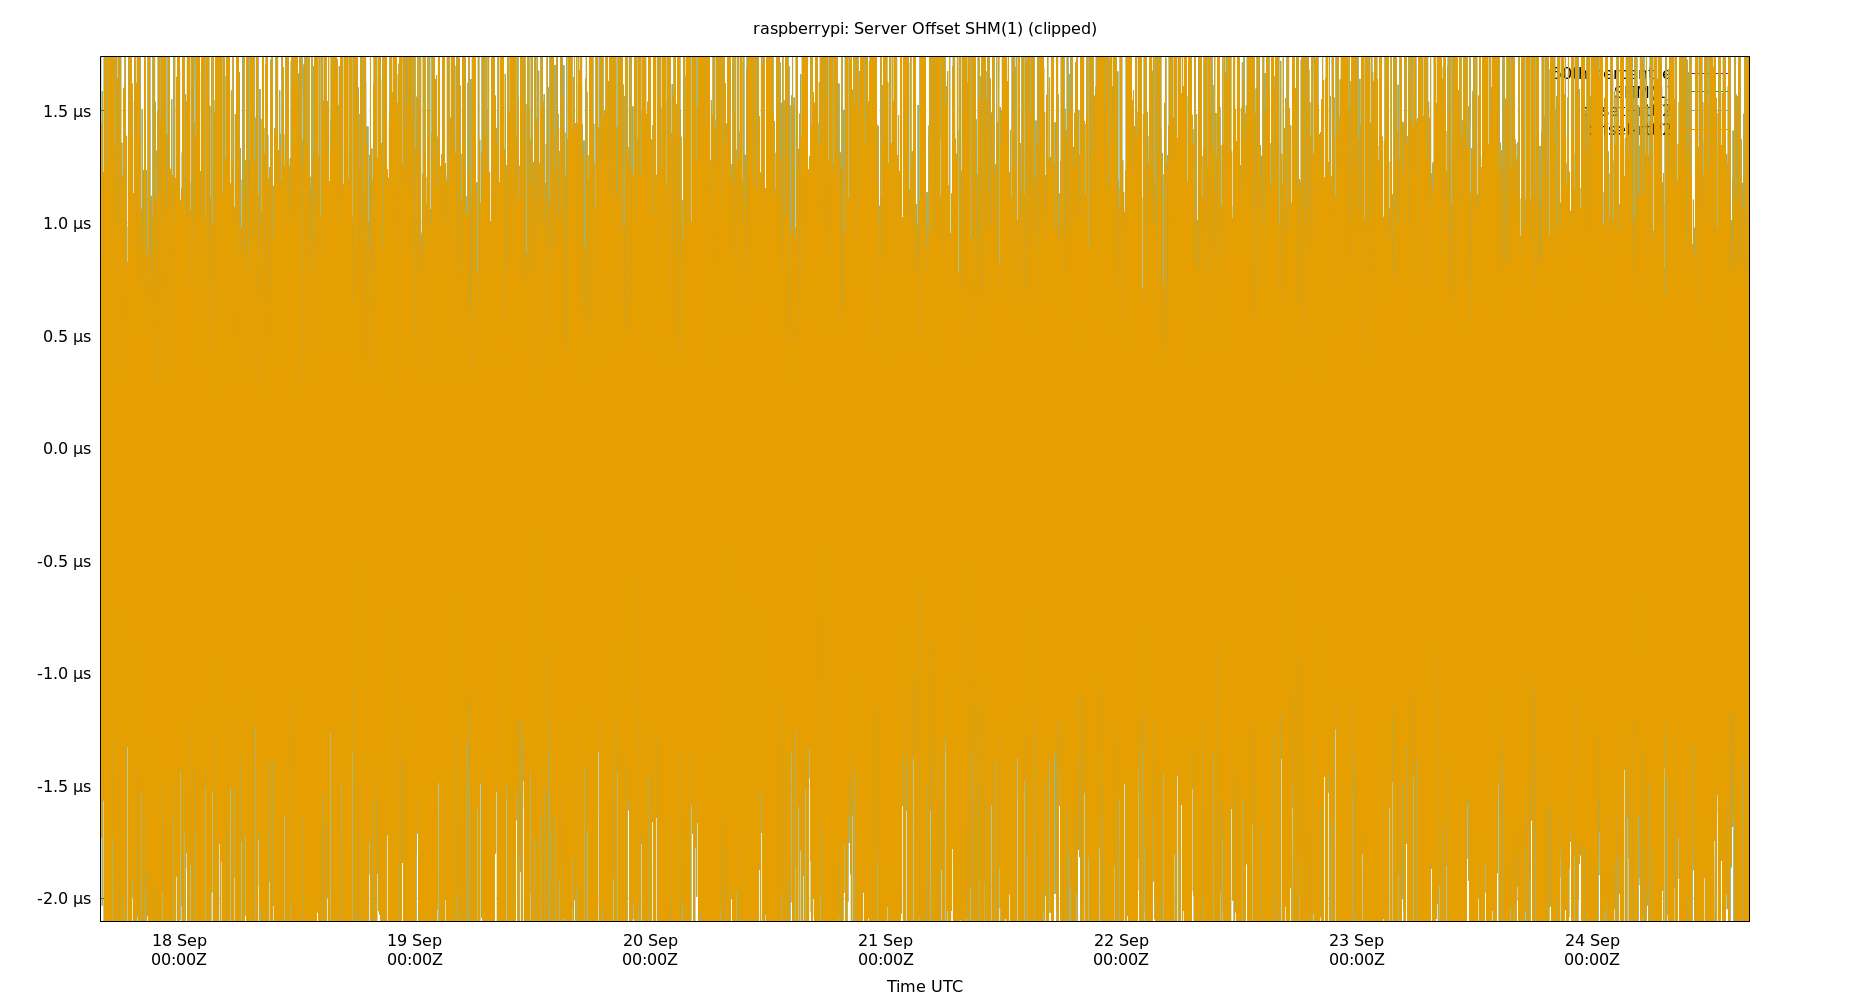 raspberrypi: Server Offset SHM(1) (clipped)
1.5 µs
1.0 µs
0.5 µs
0.0 µs
-0.5 µs
-1.0 µs
-1.5 µs
-2.0 µs
18 Sep 19 Sep 20 Sep 21 Sep 22 Sep 23 Sep 24 Sep
00:00Z 00:00Z 00:00Z 00:00Z 00:00Z 00:00Z 00:00Z
Time UTC